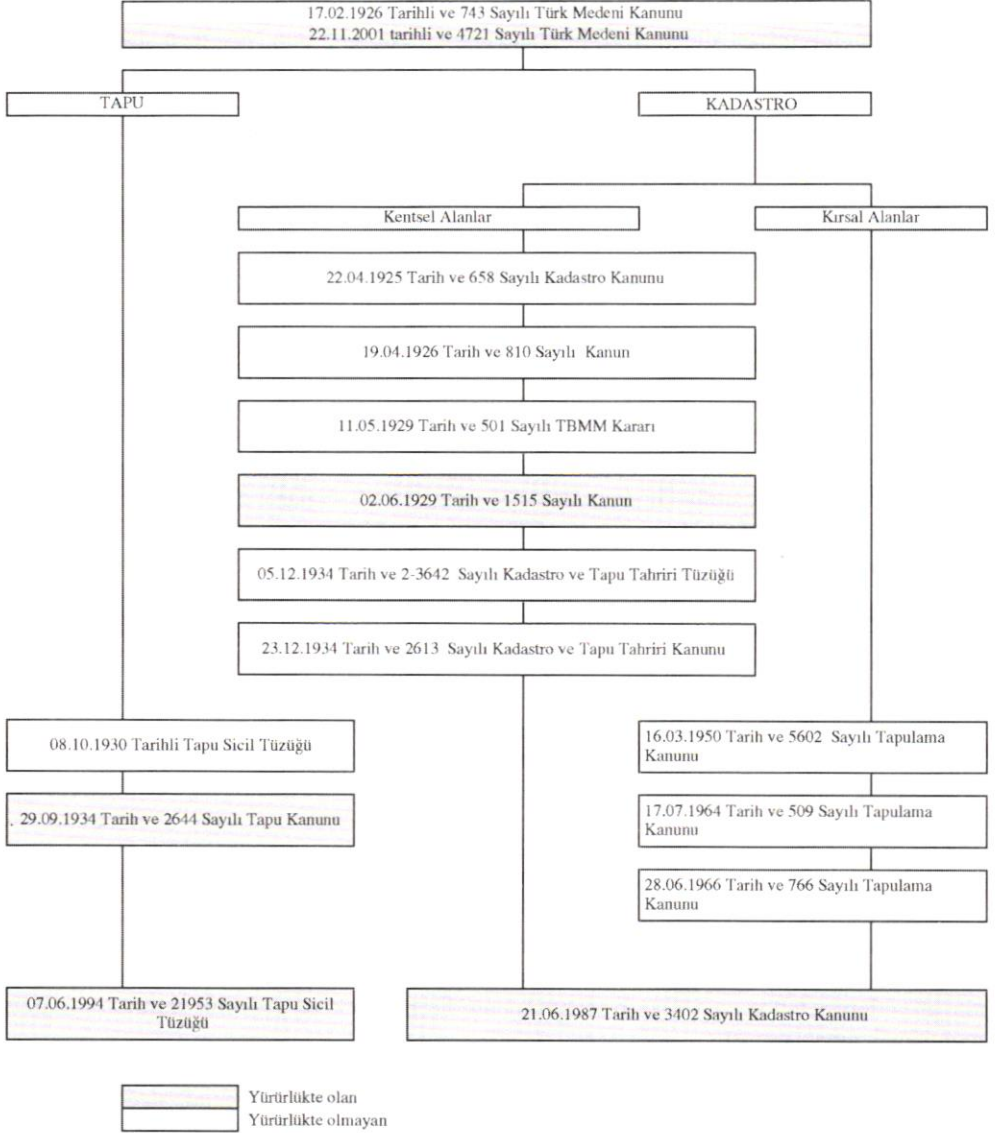 17.02.1926 Tarihli ve 743 Sayılı Türk Medeni Kanunu
22.11.2001 tarihli ve 4721 Sayılı Türk Medeni Kanunu
TAPU
KADASTRO
Kentsel Alanlar
Kırsal Alanlar
22.04.1925 Tarih ve 658 Sayılı Kadastro Kanunu
19.04.1926 Tarih ve 810 Sayılı Kanun
11.05.1929 Tarih ve 501 Sayılı TBMM Kararı
02.06.1929 Tarih ve 1515 Sayılı Kanun
05.12.1934 Tarih ve 2-3642 Sayılı Kadastro ve Tapu Tahriri Tüzüğü
23.12.1934 Tarih ve 2613 Sayılı Kadastro ve Tapu Tahriri Kanunu
08.10.1930 Tarihli Tapu Sicil Tüzüğü
29.09.1934 Tarih ve 2644 Sayılı Tapu Kanunu
16.03.1950 Tarih ve 5602 Sayılı Tapulama
Kanunu
17.07.1964 Tarih ve 509 Sayılı Tapulama
Kanunu
28.06.1966 Tarih ve 766 Sayılı Tapulama
Kanunu
07.06.1994 Tarih ve 21953 Sayılı Tapu Sicil
Tüzüğü
21.06.1987 Tarih ve 3402 Sayılı Kadastro Kanunu
Yürürlükte olan
Yürürlükte olmayan